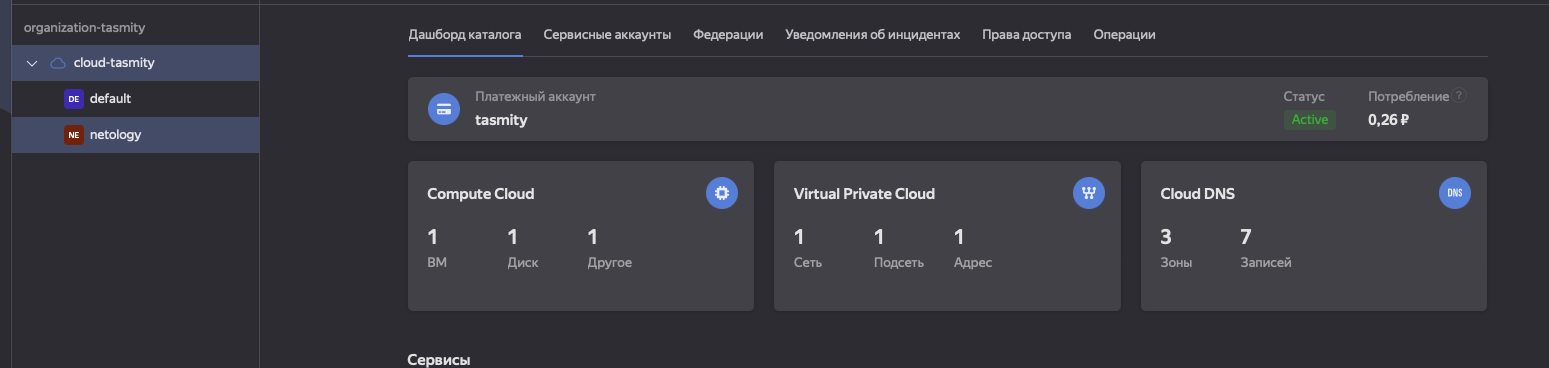 organization-tasmity
cloud-tasmity
DE default
NE netology
Дашборд каталога Сервисные аккаунты Федерации Уведомления об инцидентах Права доступа Операции
Платежный аккаунт Статус Потребление ?
tasmity Active 0,26 ₽
Compute Cloud
1 1 1
ВМ Диск Другое
Virtual Private Cloud
1 1 1
Сеть Подсеть Адрес
Cloud DNS DNS
3 7
Зоны Записей
Сервисы